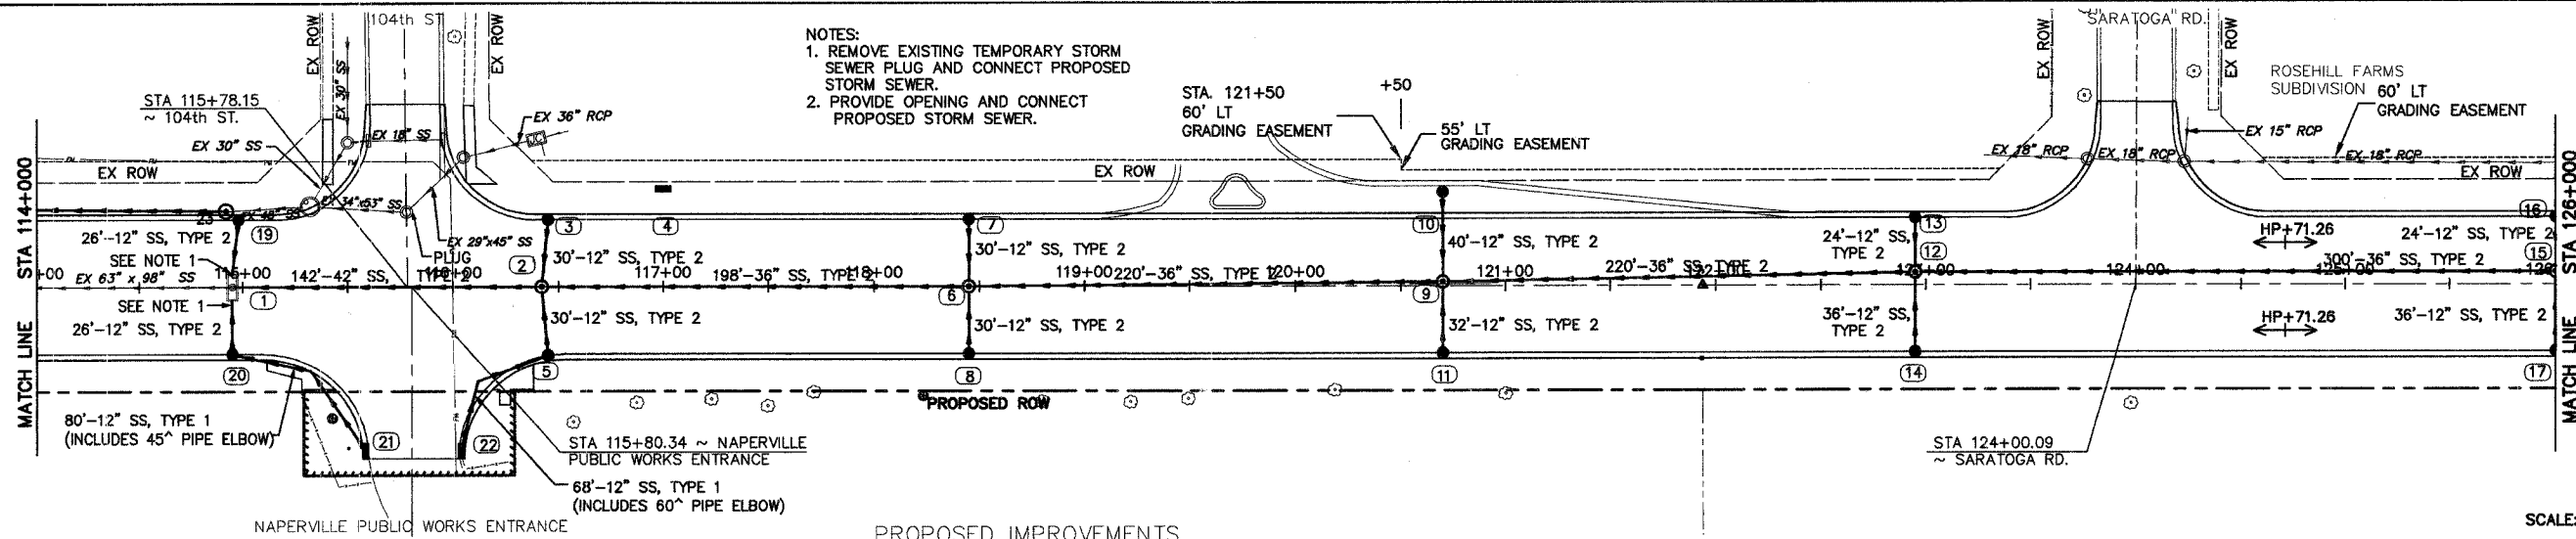 104th ST
SARATOGA RD.
EX ROW
EX ROW
EX ROW
EX ROW
EX 30" SS
NOTES:
1. REMOVE EXISTING TEMPORARY STORM
SEWER PLUG AND CONNECT PROPOSED
STORM SEWER.
2. PROVIDE OPENING AND CONNECT
PROPOSED STORM SEWER.
STA 115+78.15
~ 104th ST.
EX 36" RCP
EX 18" SS
EX 30" SS
STA. 121+50
60' LT
GRADING EASEMENT
+50
55' LT
GRADING EASEMENT
ROSEHILL FARMS
SUBDIVISION
60' LT
GRADING EASEMENT
EX 15" RCP
EX 18" RCP
EX 18" RCP
EX 18" RCP
EX ROW
EX ROW
EX ROW
MATCH LINE STA 114+000
MATCH LINE STA 126+000
23
EX 48" SS
EX 34"x53" SS
EX 29"x45" SS
PLUG
19
3
4
7
10
13
16
26'-12" SS, TYPE 2
SEE NOTE 1
2
30'-12" SS, TYPE 2
30'-12" SS, TYPE 2
40'-12" SS, TYPE 2
24'-12" SS,
TYPE 2
12
HP+71.26
24'-12" SS, TYPE 2
15
+00
EX 63" x 98" SS
115+00
142'-42" SS, TYPE 2
116+00
117+00
198'-36" SS, TYPE 2
118+00
119+00
220'-36" SS, TYPE 2
120+00
121+00
220'-36" SS, TYPE 2
122+00
123+00
124+00
300'-36" SS, TYPE 2
125+00
SEE NOTE 1
1
6
9
26'-12" SS, TYPE 2
30'-12" SS, TYPE 2
30'-12" SS, TYPE 2
32'-12" SS, TYPE 2
36'-12" SS,
TYPE 2
HP+71.26
36'-12" SS, TYPE 2
20
5
8
11
14
17
PROPOSED ROW
80'-12" SS, TYPE 1
(INCLUDES 45^ PIPE ELBOW)
21
22
STA 115+80.34 ~ NAPERVILLE
PUBLIC WORKS ENTRANCE
STA 124+00.09
~ SARATOGA RD.
68'-12" SS, TYPE 1
(INCLUDES 60^ PIPE ELBOW)
NAPERVILLE PUBLIC WORKS ENTRANCE
PROPOSED IMPROVEMENTS
SCALE: